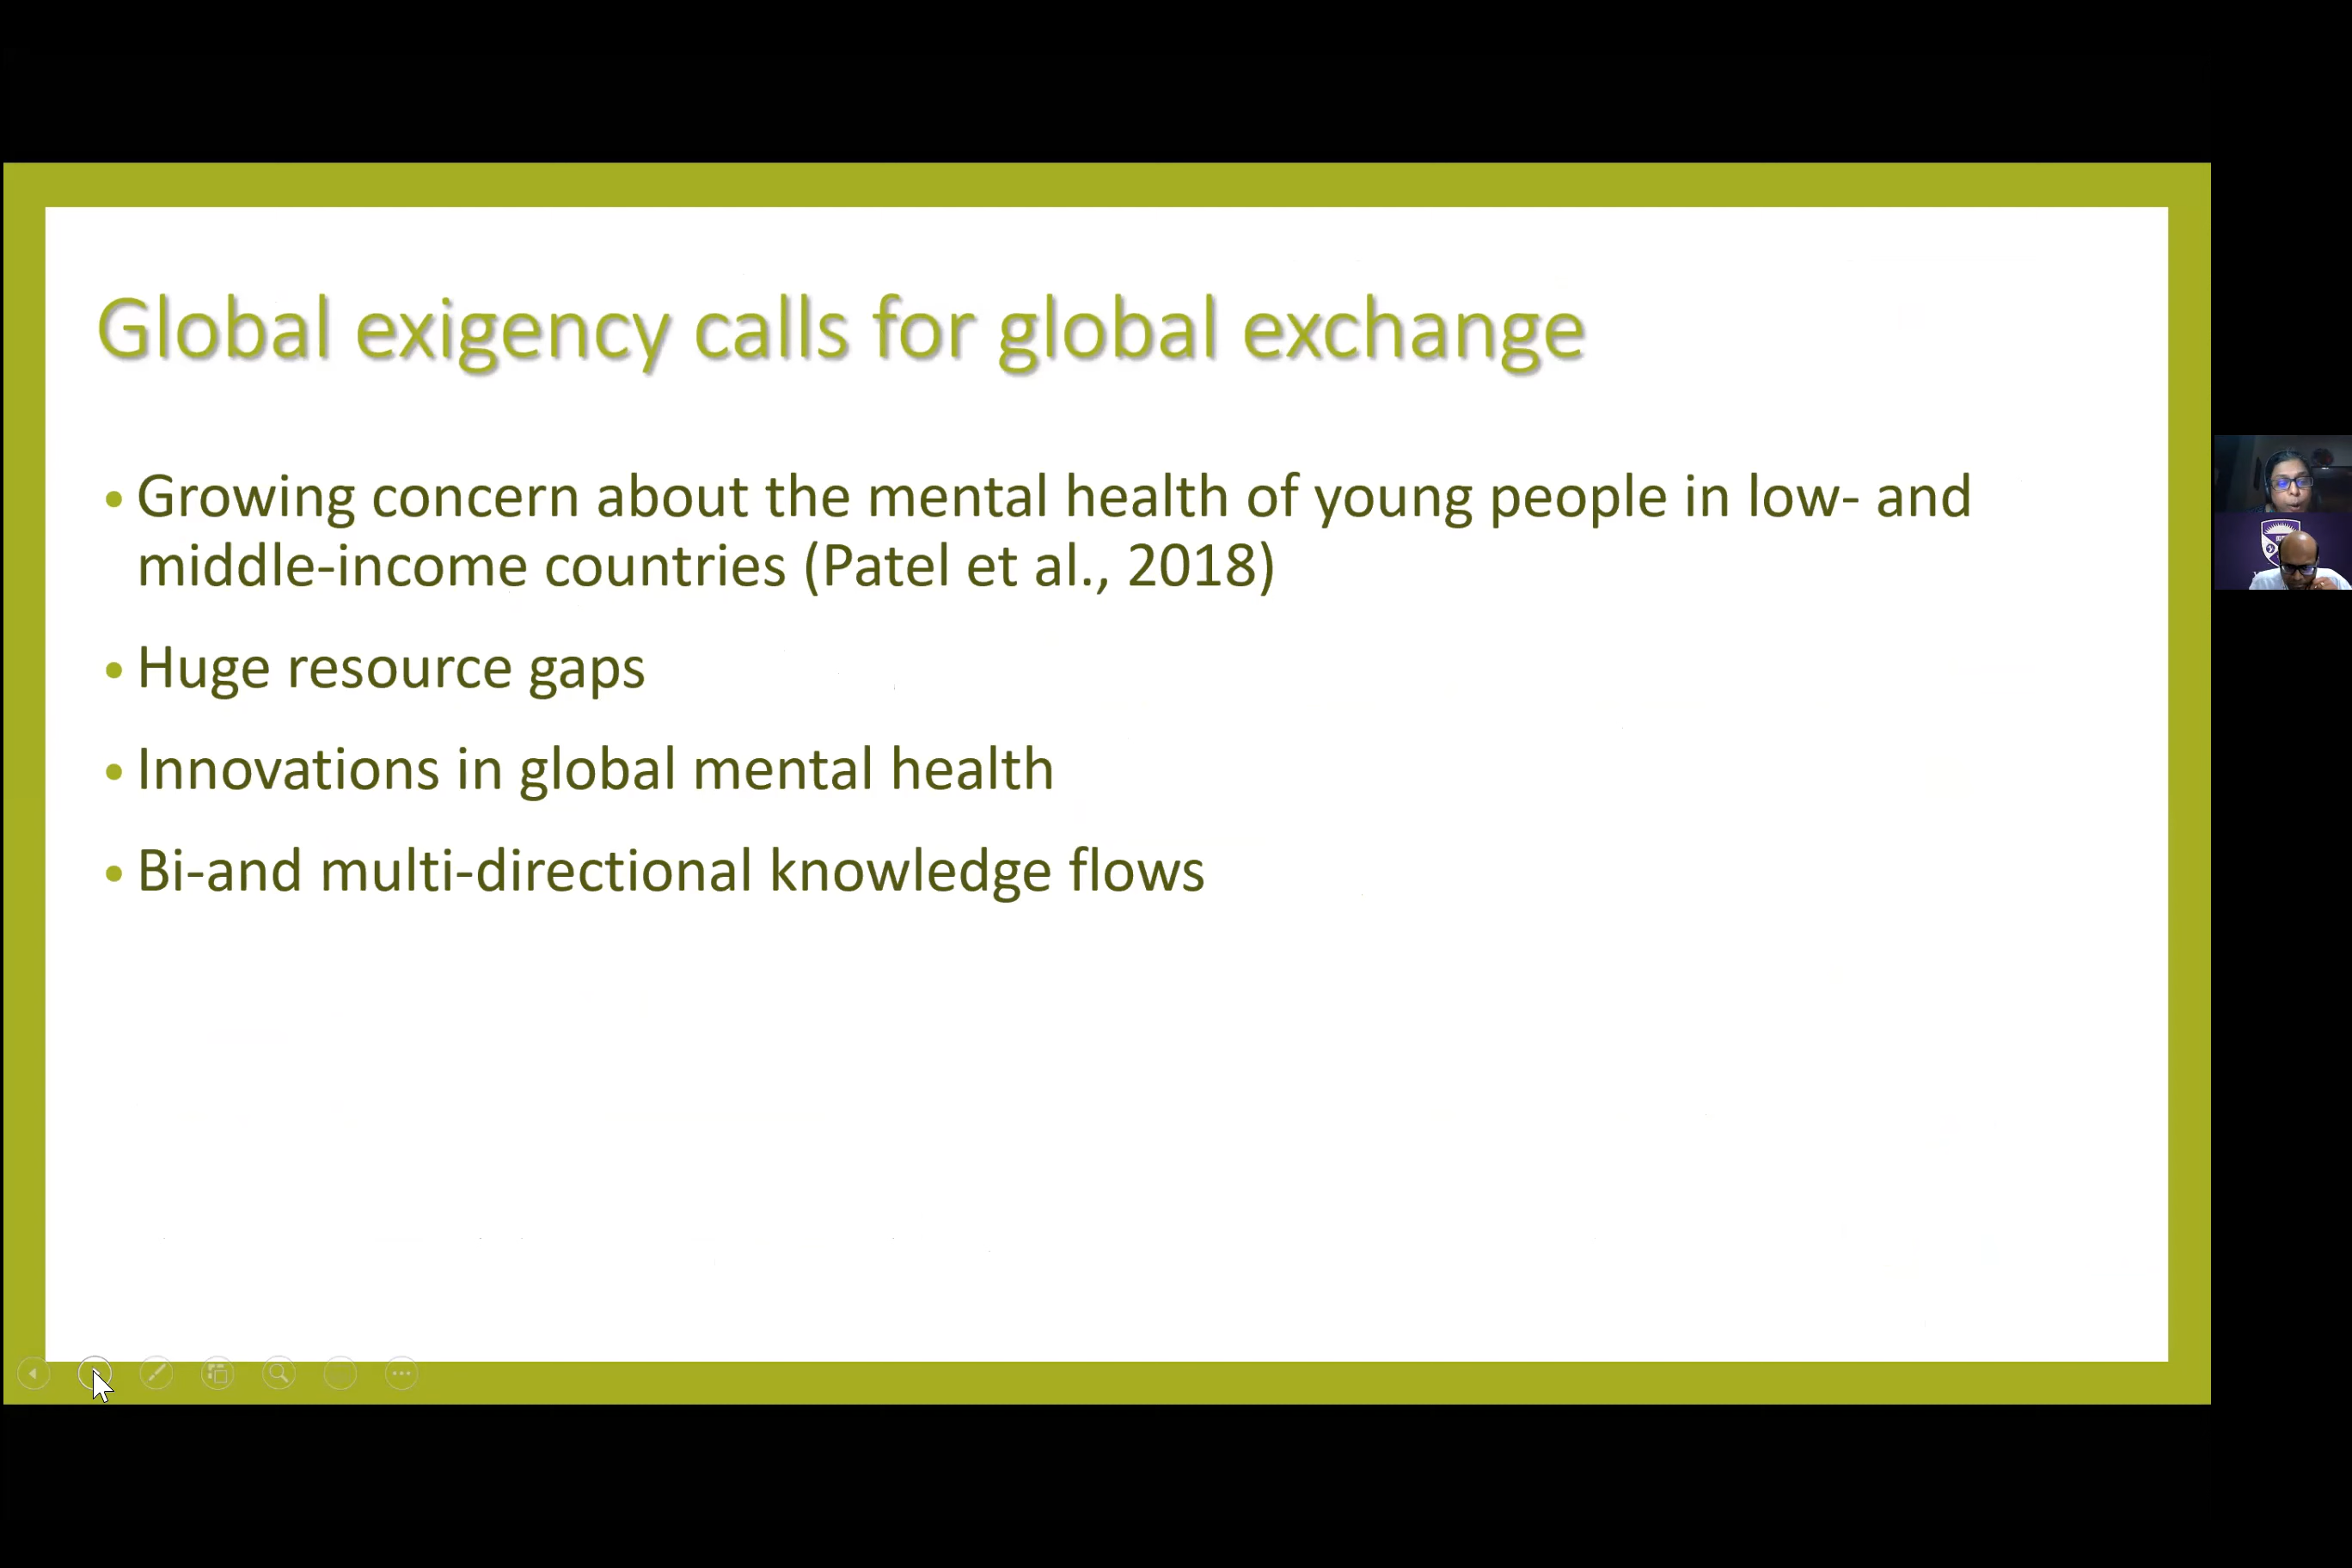 Global exigency calls for global exchange
• Growing concern about the mental health of young people in low- and
middle-income countries (Patel et al., 2018)
• Huge resource gaps
• Innovations in global mental health
• Bi-and multi-directional knowledge flows